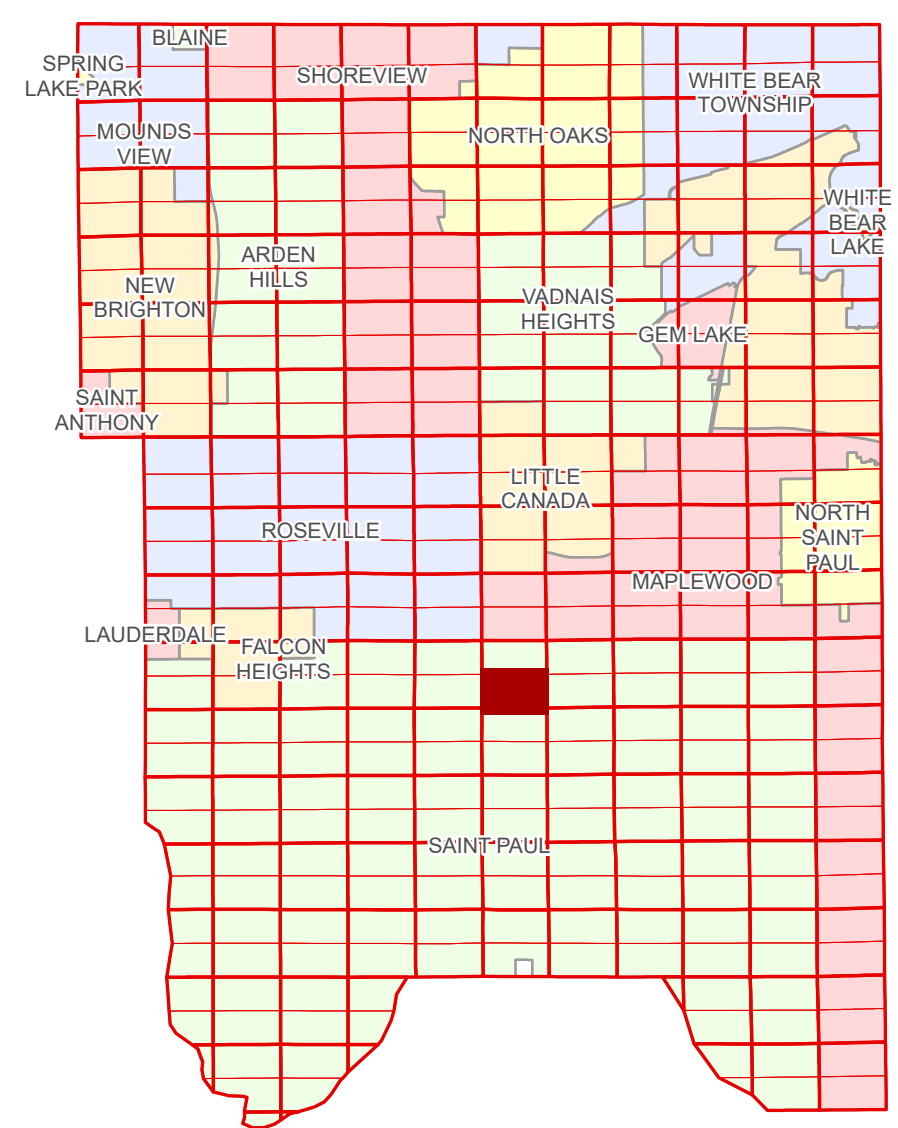 BLAINE
SPRING
LAKE PARK
SHOREVIEW
WHITE BEAR
TOWNSHIP
MOUNDS
VIEW
NORTH OAKS
WHITE
BEAR
LAKE
ARDEN
HILLS
NEW
BRIGHTON
VADNAIS
HEIGHTS
GEM LAKE
SAINT
ANTHONY
LITTLE
CANADA
ROSEVILLE
NORTH
SAINT
PAUL
MAPLEWOOD
LAUDERDALE
FALCON
HEIGHTS
SAINT PAUL